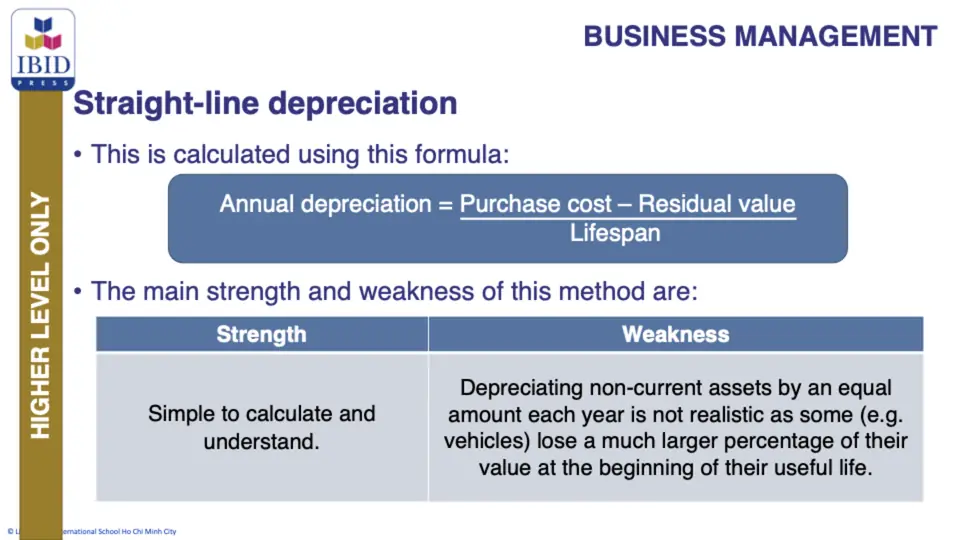 IBID
PRESS
BUSINESS MANAGEMENT
Straight-line depreciation
• This is calculated using this formula:
Annual depreciation = Purchase cost – Residual value
Lifespan
• The main strength and weakness of this method are:
Strength
Weakness
Simple to calculate and
understand.
Depreciating non-current assets by an equal
amount each year is not realistic as some (e.g.
vehicles) lose a much larger percentage of their
value at the beginning of their useful life.
HIGHER LEVEL ONLY
© International School Ho Chi Minh City